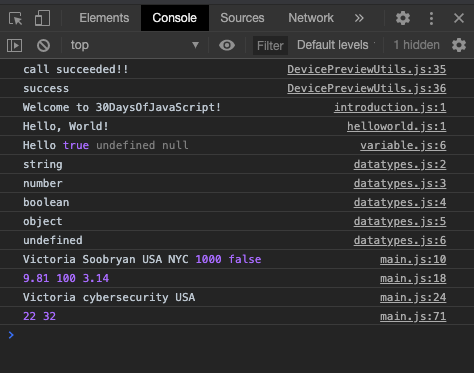 Elements Console Sources Network »
top ▼ Filter Default levels ▼ 1 hidden
call succeeded!! DevicePreviewUtils.js:35
success DevicePreviewUtils.js:36
Welcome to 30DaysOfJavaScript! introduction.js:1
Hello, World! helloworld.js:1
Hello true undefined null variable.js:6
string datatypes.js:2
number datatypes.js:3
boolean datatypes.js:4
object datatypes.js:5
undefined datatypes.js:6
Victoria Soobryan USA NYC 1000 false main.js:10
9.81 100 3.14 main.js:18
Victoria cybersecurity USA main.js:24
22 32 main.js:71
>